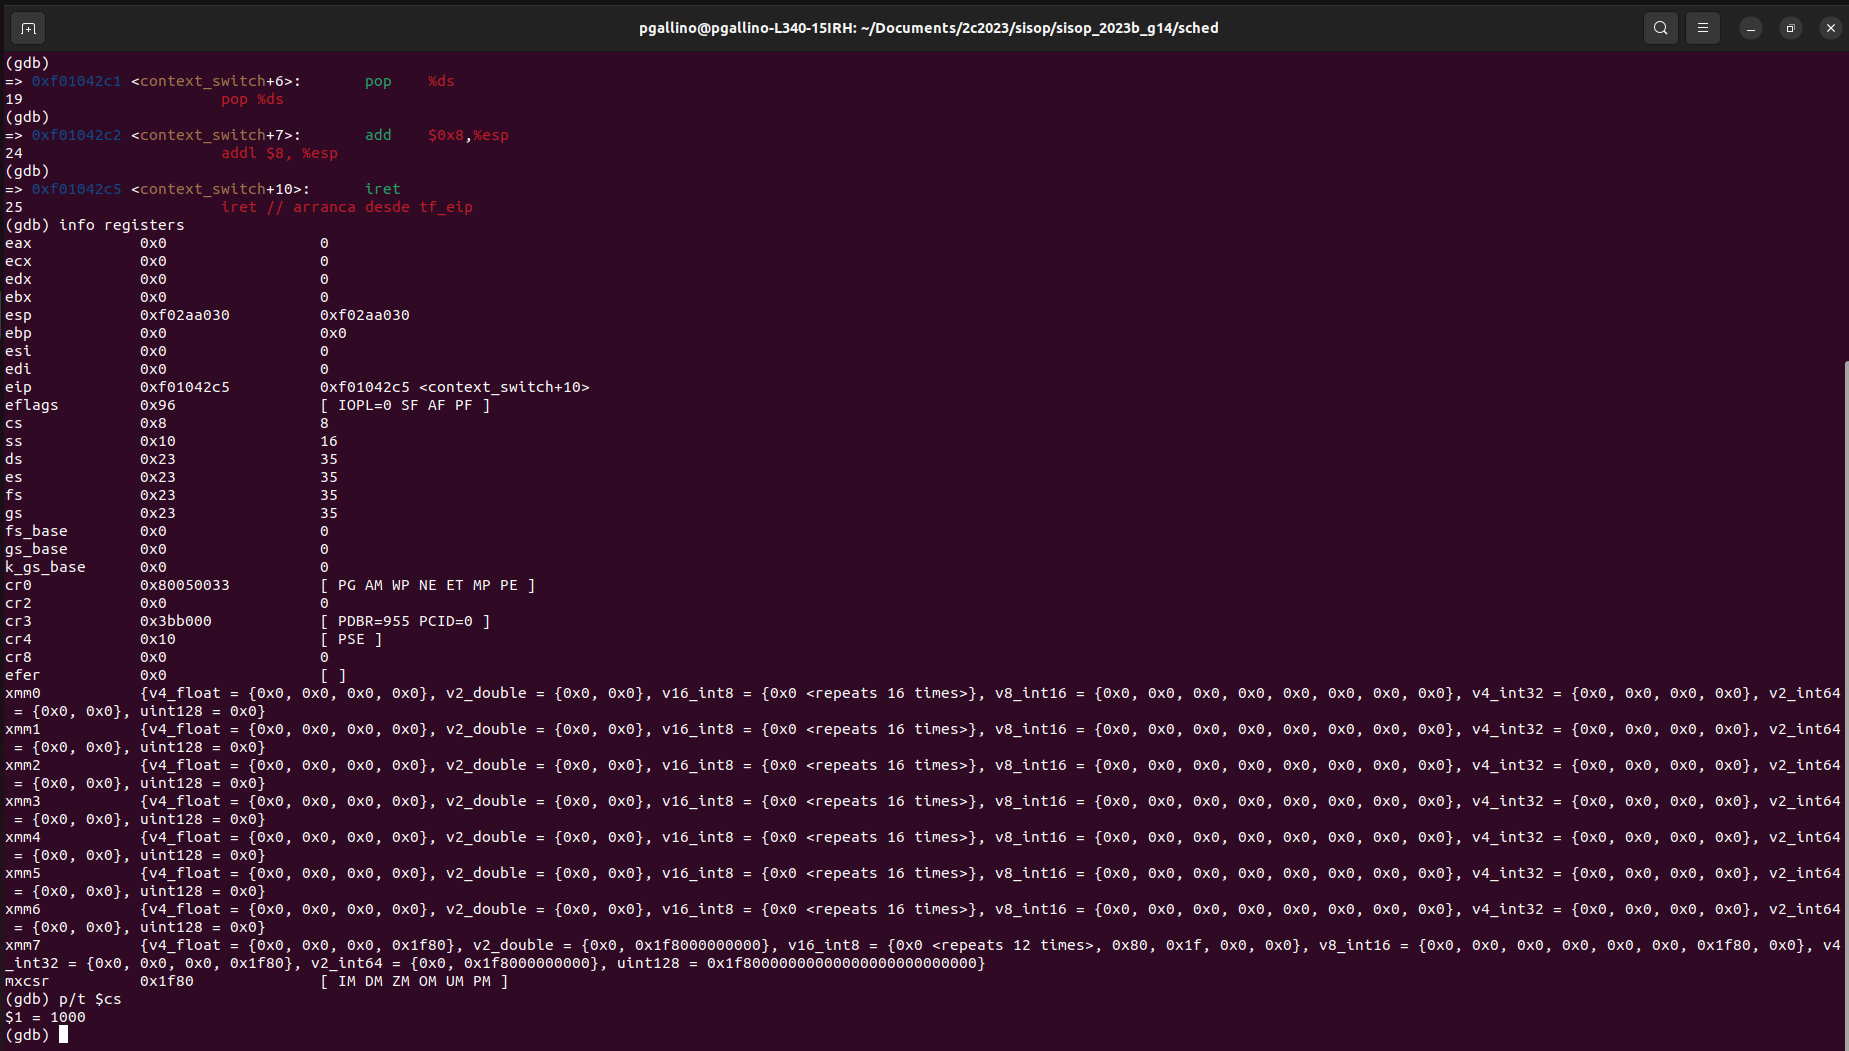 pgallino@pgallino-L340-15IRH: ~/Documents/2c2023/sisop/sisop_2023b_g14/sched
(gdb)
=> 0xf01042c1 <context_switch+6>:	pop	%ds
19			pop %ds
(gdb)
=> 0xf01042c2 <context_switch+7>:	add	$0x8,%esp
24			addl $8, %esp
(gdb)
=> 0xf01042c5 <context_switch+10>:	iret
25			iret // arranca desde tf_eip
(gdb) info registers
eax            0x0                 0
ecx            0x0                 0
edx            0x0                 0
ebx            0x0                 0
esp            0xf02aa030          0xf02aa030
ebp            0x0                 0x0
esi            0x0                 0
edi            0x0                 0
eip            0xf01042c5          0xf01042c5 <context_switch+10>
eflags         0x96                [ IOPL=0 SF AF PF ]
cs             0x8                 8
ss             0x10                16
ds             0x23                35
es             0x23                35
fs             0x23                35
gs             0x23                35
fs_base        0x0                 0
gs_base        0x0                 0
k_gs_base      0x0                 0
cr0            0x80050033          [ PG AM WP NE ET MP PE ]
cr2            0x0                 0
cr3            0x3bb000            [ PDBR=955 PCID=0 ]
cr4            0x10                [ PSE ]
cr8            0x0                 0
efer           0x0                 [ ]
xmm0           {v4_float = {0x0, 0x0, 0x0, 0x0}, v2_double = {0x0, 0x0}, v16_int8 = {0x0 <repeats 16 times>}, v8_int16 = {0x0, 0x0, 0x0, 0x0, 0x0, 0x0, 0x0, 0x0}, v4_int32 = {0x0, 0x0, 0x0, 0x0}, v2_int64
 = {0x0, 0x0}, uint128 = 0x0}
xmm1           {v4_float = {0x0, 0x0, 0x0, 0x0}, v2_double = {0x0, 0x0}, v16_int8 = {0x0 <repeats 16 times>}, v8_int16 = {0x0, 0x0, 0x0, 0x0, 0x0, 0x0, 0x0, 0x0}, v4_int32 = {0x0, 0x0, 0x0, 0x0}, v2_int64
 = {0x0, 0x0}, uint128 = 0x0}
xmm2           {v4_float = {0x0, 0x0, 0x0, 0x0}, v2_double = {0x0, 0x0}, v16_int8 = {0x0 <repeats 16 times>}, v8_int16 = {0x0, 0x0, 0x0, 0x0, 0x0, 0x0, 0x0, 0x0}, v4_int32 = {0x0, 0x0, 0x0, 0x0}, v2_int64
 = {0x0, 0x0}, uint128 = 0x0}
xmm3           {v4_float = {0x0, 0x0, 0x0, 0x0}, v2_double = {0x0, 0x0}, v16_int8 = {0x0 <repeats 16 times>}, v8_int16 = {0x0, 0x0, 0x0, 0x0, 0x0, 0x0, 0x0, 0x0}, v4_int32 = {0x0, 0x0, 0x0, 0x0}, v2_int64
 = {0x0, 0x0}, uint128 = 0x0}
xmm4           {v4_float = {0x0, 0x0, 0x0, 0x0}, v2_double = {0x0, 0x0}, v16_int8 = {0x0 <repeats 16 times>}, v8_int16 = {0x0, 0x0, 0x0, 0x0, 0x0, 0x0, 0x0, 0x0}, v4_int32 = {0x0, 0x0, 0x0, 0x0}, v2_int64
 = {0x0, 0x0}, uint128 = 0x0}
xmm5           {v4_float = {0x0, 0x0, 0x0, 0x0}, v2_double = {0x0, 0x0}, v16_int8 = {0x0 <repeats 16 times>}, v8_int16 = {0x0, 0x0, 0x0, 0x0, 0x0, 0x0, 0x0, 0x0}, v4_int32 = {0x0, 0x0, 0x0, 0x0}, v2_int64
 = {0x0, 0x0}, uint128 = 0x0}
xmm6           {v4_float = {0x0, 0x0, 0x0, 0x0}, v2_double = {0x0, 0x0}, v16_int8 = {0x0 <repeats 16 times>}, v8_int16 = {0x0, 0x0, 0x0, 0x0, 0x0, 0x0, 0x0, 0x0}, v4_int32 = {0x0, 0x0, 0x0, 0x0}, v2_int64
 = {0x0, 0x0}, uint128 = 0x0}
xmm7           {v4_float = {0x0, 0x0, 0x0, 0x1f80}, v2_double = {0x0, 0x1f8000000000}, v16_int8 = {0x0 <repeats 12 times>, 0x80, 0x1f, 0x0, 0x0}, v8_int16 = {0x0, 0x0, 0x0, 0x0, 0x0, 0x0, 0x1f80, 0x0}, v4
_int32 = {0x0, 0x0, 0x0, 0x1f80}, v2_int64 = {0x0, 0x1f8000000000}, uint128 = 0x1f80000000000000000000000000}
mxcsr          0x1f80              [ IM DM ZM OM UM PM ]
(gdb) p/t $cs
$1 = 1000
(gdb)